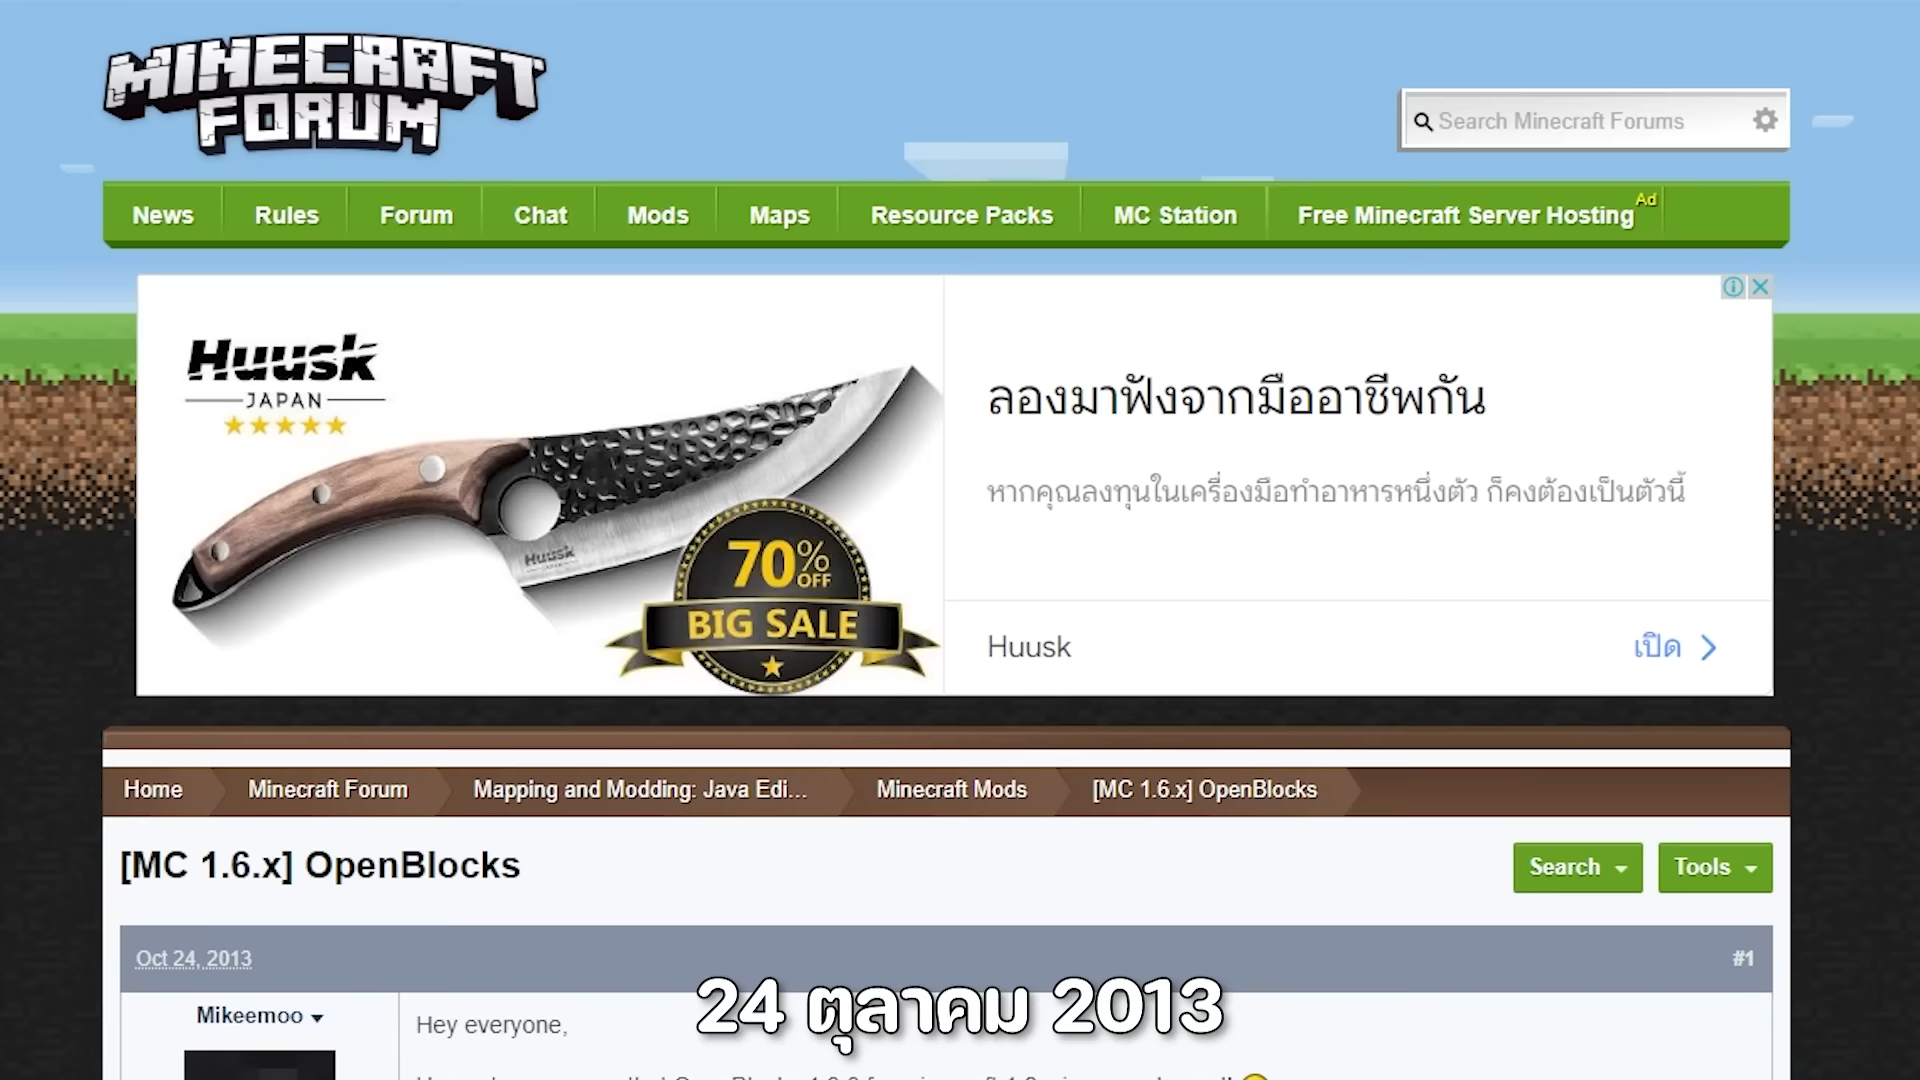 MINECRAFT
FORUM
Search Minecraft Forums
News Rules Forum Chat Mods Maps Resource Packs MC Station Free Minecraft Server Hosting Ad
Huusk
JAPAN
Huusk
70% OFF
BIG SALE
ลองมาฟังจากมืออาชีพกัน
หากคุณลงทุนในเครื่องมือทำอาหารหนึ่งตัว ก็คงต้องเป็นตัวนี้
Huusk เปิด
Home Minecraft Forum Mapping and Modding: Java Edi... Minecraft Mods [MC 1.6.x] OpenBlocks
[MC 1.6.x] OpenBlocks
Search Tools
Oct 24, 2013 #1
Mikeemoo
Hey everyone,
24 ตุลาคม 2013